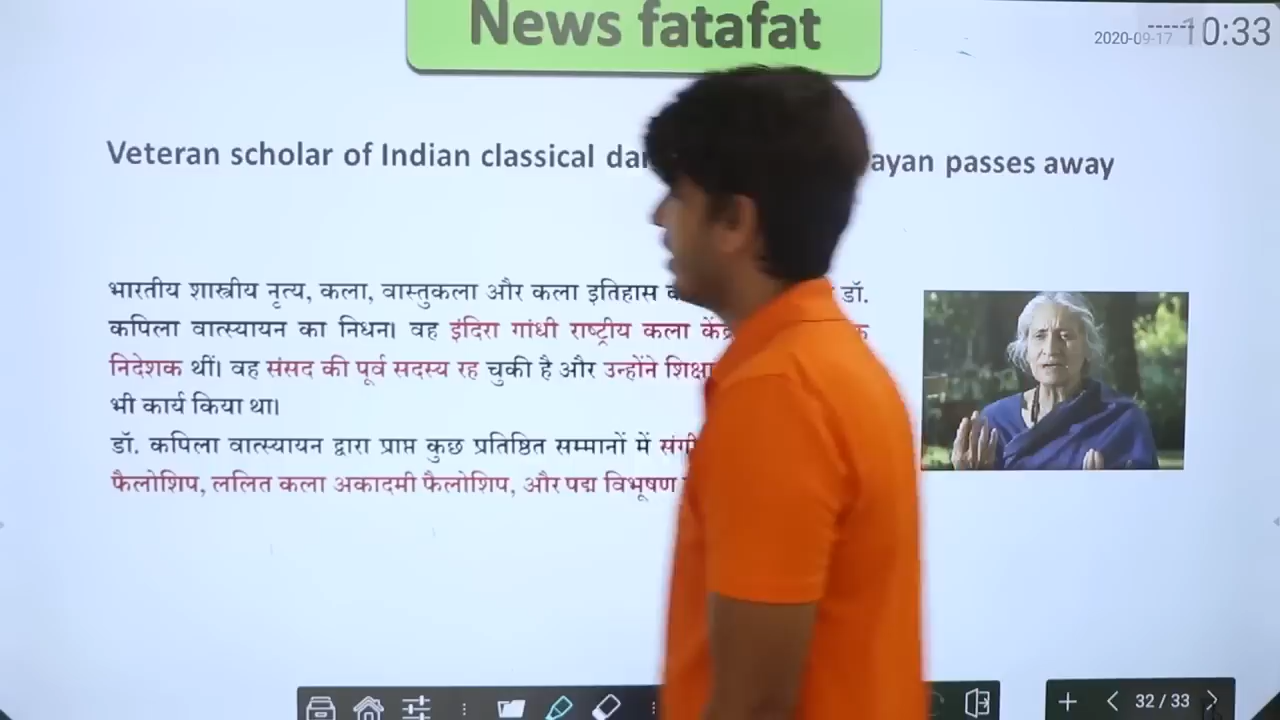 News fatafat
2020-09-17 10:33
Veteran scholar of Indian classical ayan passes away
भारतीय शास्त्रीय नृत्य, कला, वास्तुकला और कला इतिहास डॉ.
कपिला वात्स्यायन का निधन। वह इंदिरा गांधी राष्ट्रीय कला
निदेशक थीं। वह संसद की पूर्व सदस्य रह चुकी है और उन्होंने
भी कार्य किया था।
डॉ. कपिला वात्स्यायन द्वारा प्राप्त कुछ प्रतिष्ठित सम्मानों में
फैलोशिप, ललित कला अकादमी फैलोशिप, और पद्म विभूषण
32 / 33